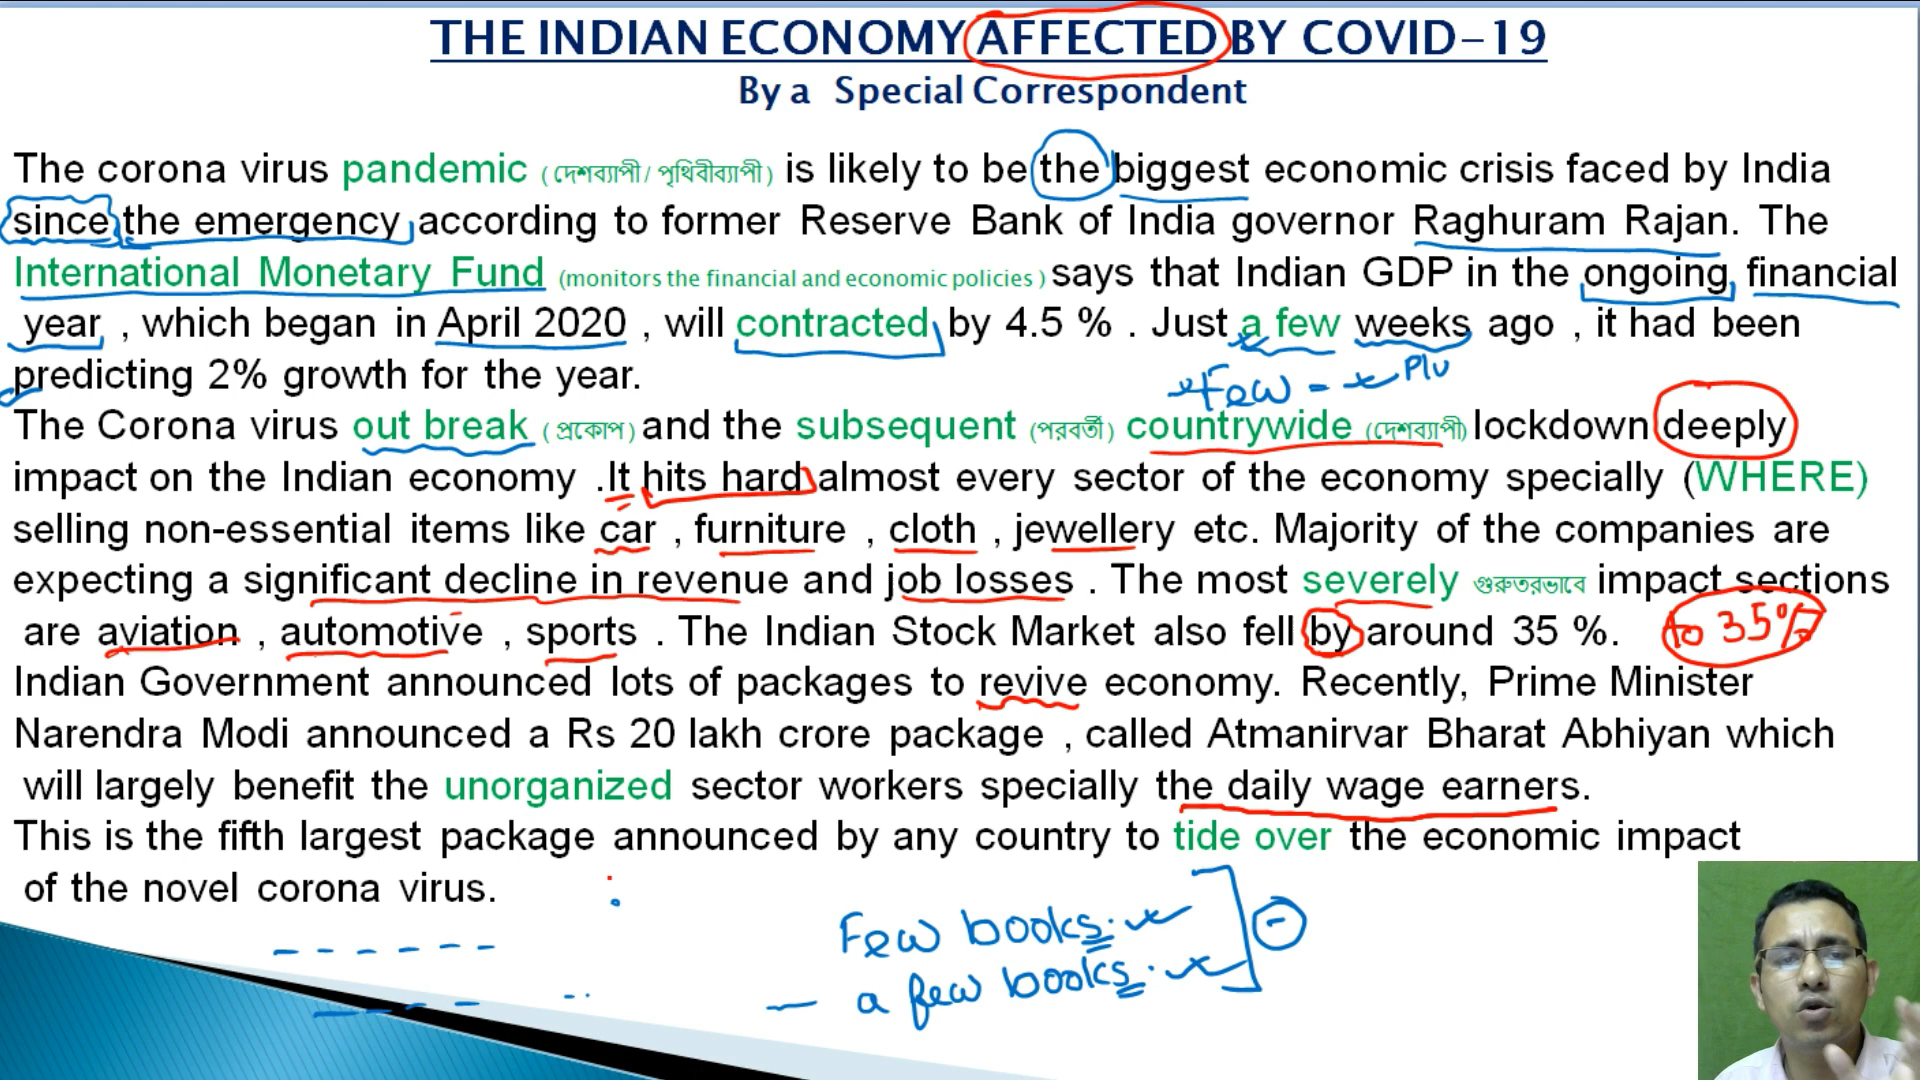 THE INDIAN ECONOMY AFFECTED BY COVID-19
By a Special Correspondent
The corona virus pandemic (দেশব্যাপী/ পৃথিবীব্যাপী) is likely to be the biggest economic crisis faced by India
since the emergency according to former Reserve Bank of India governor Raghuram Rajan. The
International Monetary Fund (monitors the financial and economic policies ) says that Indian GDP in the ongoing financial
year , which began in April 2020 , will contracted by 4.5 % . Just a few weeks ago , it had been
predicting 2% growth for the year.
Few = Plu
The Corona virus out break (প্রকোপ) and the subsequent (পরবর্তী) countrywide (দেশব্যাপী) lockdown deeply
impact on the Indian economy .It hits hard almost every sector of the economy specially (WHERE)
selling non-essential items like car , furniture , cloth , jewellery etc. Majority of the companies are
expecting a significant decline in revenue and job losses . The most severely গুরুতরভাবে impact sections
are aviation , automotive , sports . The Indian Stock Market also fell by around 35 %. to 35%
Indian Government announced lots of packages to revive economy. Recently, Prime Minister
Narendra Modi announced a Rs 20 lakh crore package , called Atmanirvar Bharat Abhiyan which
will largely benefit the unorganized sector workers specially the daily wage earners.
This is the fifth largest package announced by any country to tide over the economic impact
of the novel corona virus.
Few books.
a few books.